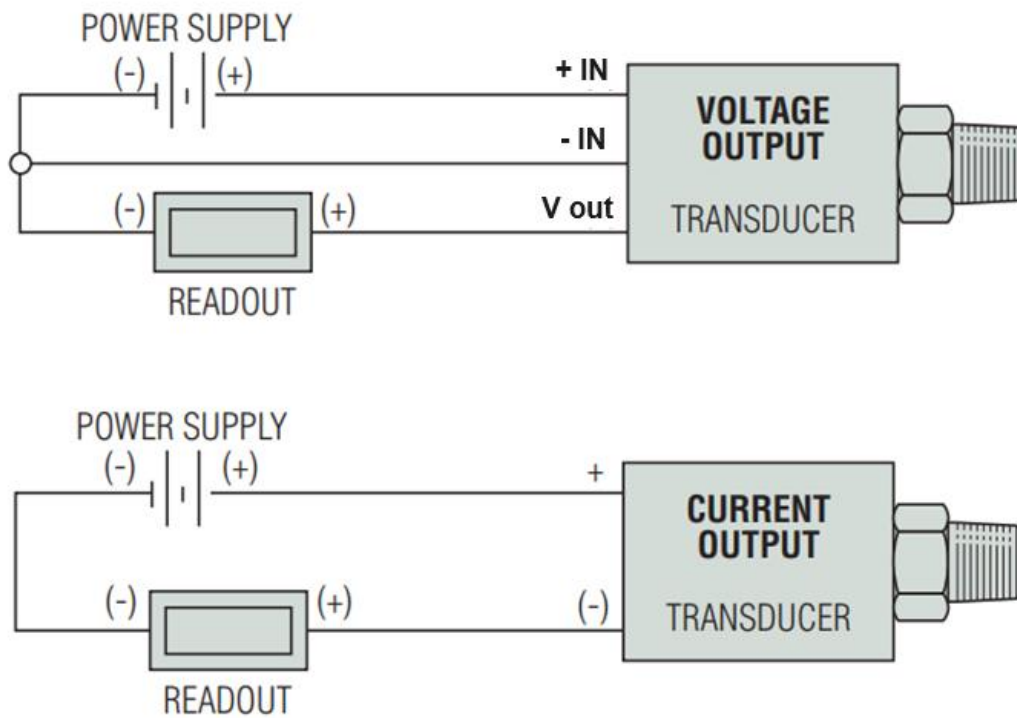 POWER SUPPLY
(-) (+)
+ IN
- IN
(-) (+)
V out
READOUT
VOLTAGE
OUTPUT
TRANSDUCER
POWER SUPPLY
(-) (+)
+
(-) (+)
(-)
READOUT
CURRENT
OUTPUT
TRANSDUCER